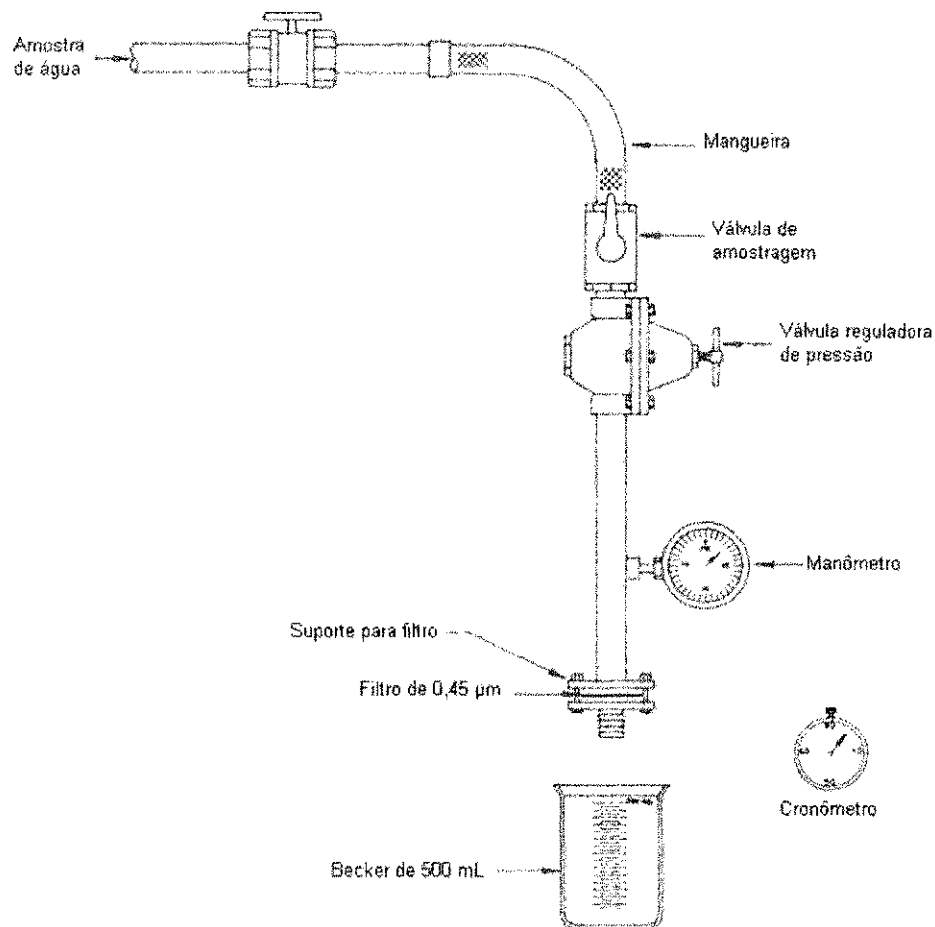 Amostra
de água
Mangueira
Válvula de
amostragem
Válvula reguladora
de pressão
Manômetro
Suporte para filtro
Filtro de 0,45 µm
Cronômetro
Becker de 500 mL